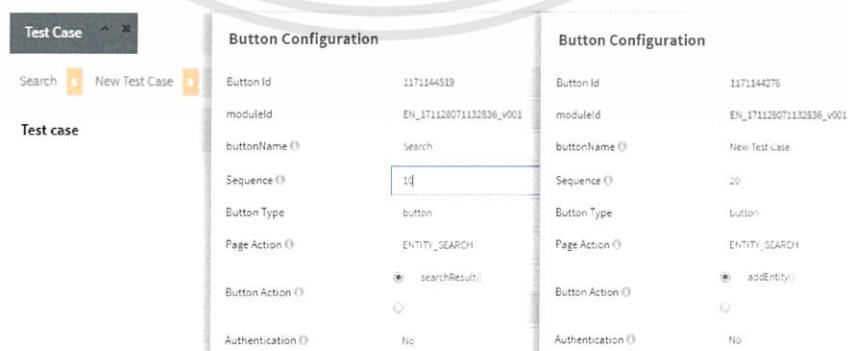 Test Case
Search New Test Case
Test case
Button Configuration
Button Id 1171144519
moduleId EN_171128071132836_v001
buttonName Search
Sequence 10
Button Type button
Page Action ENTITY_SEARCH
Button Action searchResult()
Authentication No
Button Configuration
Button Id 1171144276
moduleId EN_171128071132836_v001
buttonName New Test Case
Sequence 20
Button Type button
Page Action ENTITY_SEARCH
Button Action addEntity()
Authentication No